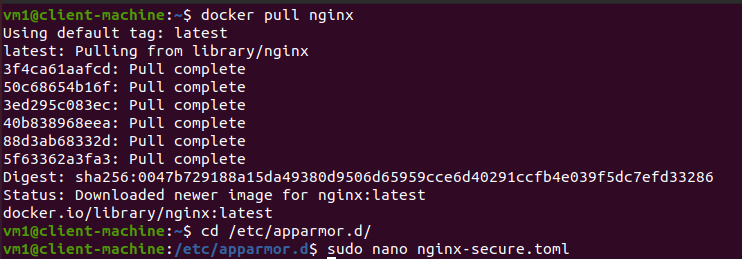 vm1@client-machine:~$ docker pull nginx
Using default tag: latest
latest: Pulling from library/nginx
3f4ca61aafcd: Pull complete
50c68654b16f: Pull complete
3ed295c083ec: Pull complete
40b838968eea: Pull complete
88d3ab68332d: Pull complete
5f63362a3fa3: Pull complete
Digest: sha256:0047b729188a15da49380d9506d65959cce6d40291ccfb4e039f5dc7efd33286
Status: Downloaded newer image for nginx:latest
docker.io/library/nginx:latest
vm1@client-machine:~$ cd /etc/apparmor.d/
vm1@client-machine:/etc/apparmor.d$ sudo nano nginx-secure.toml